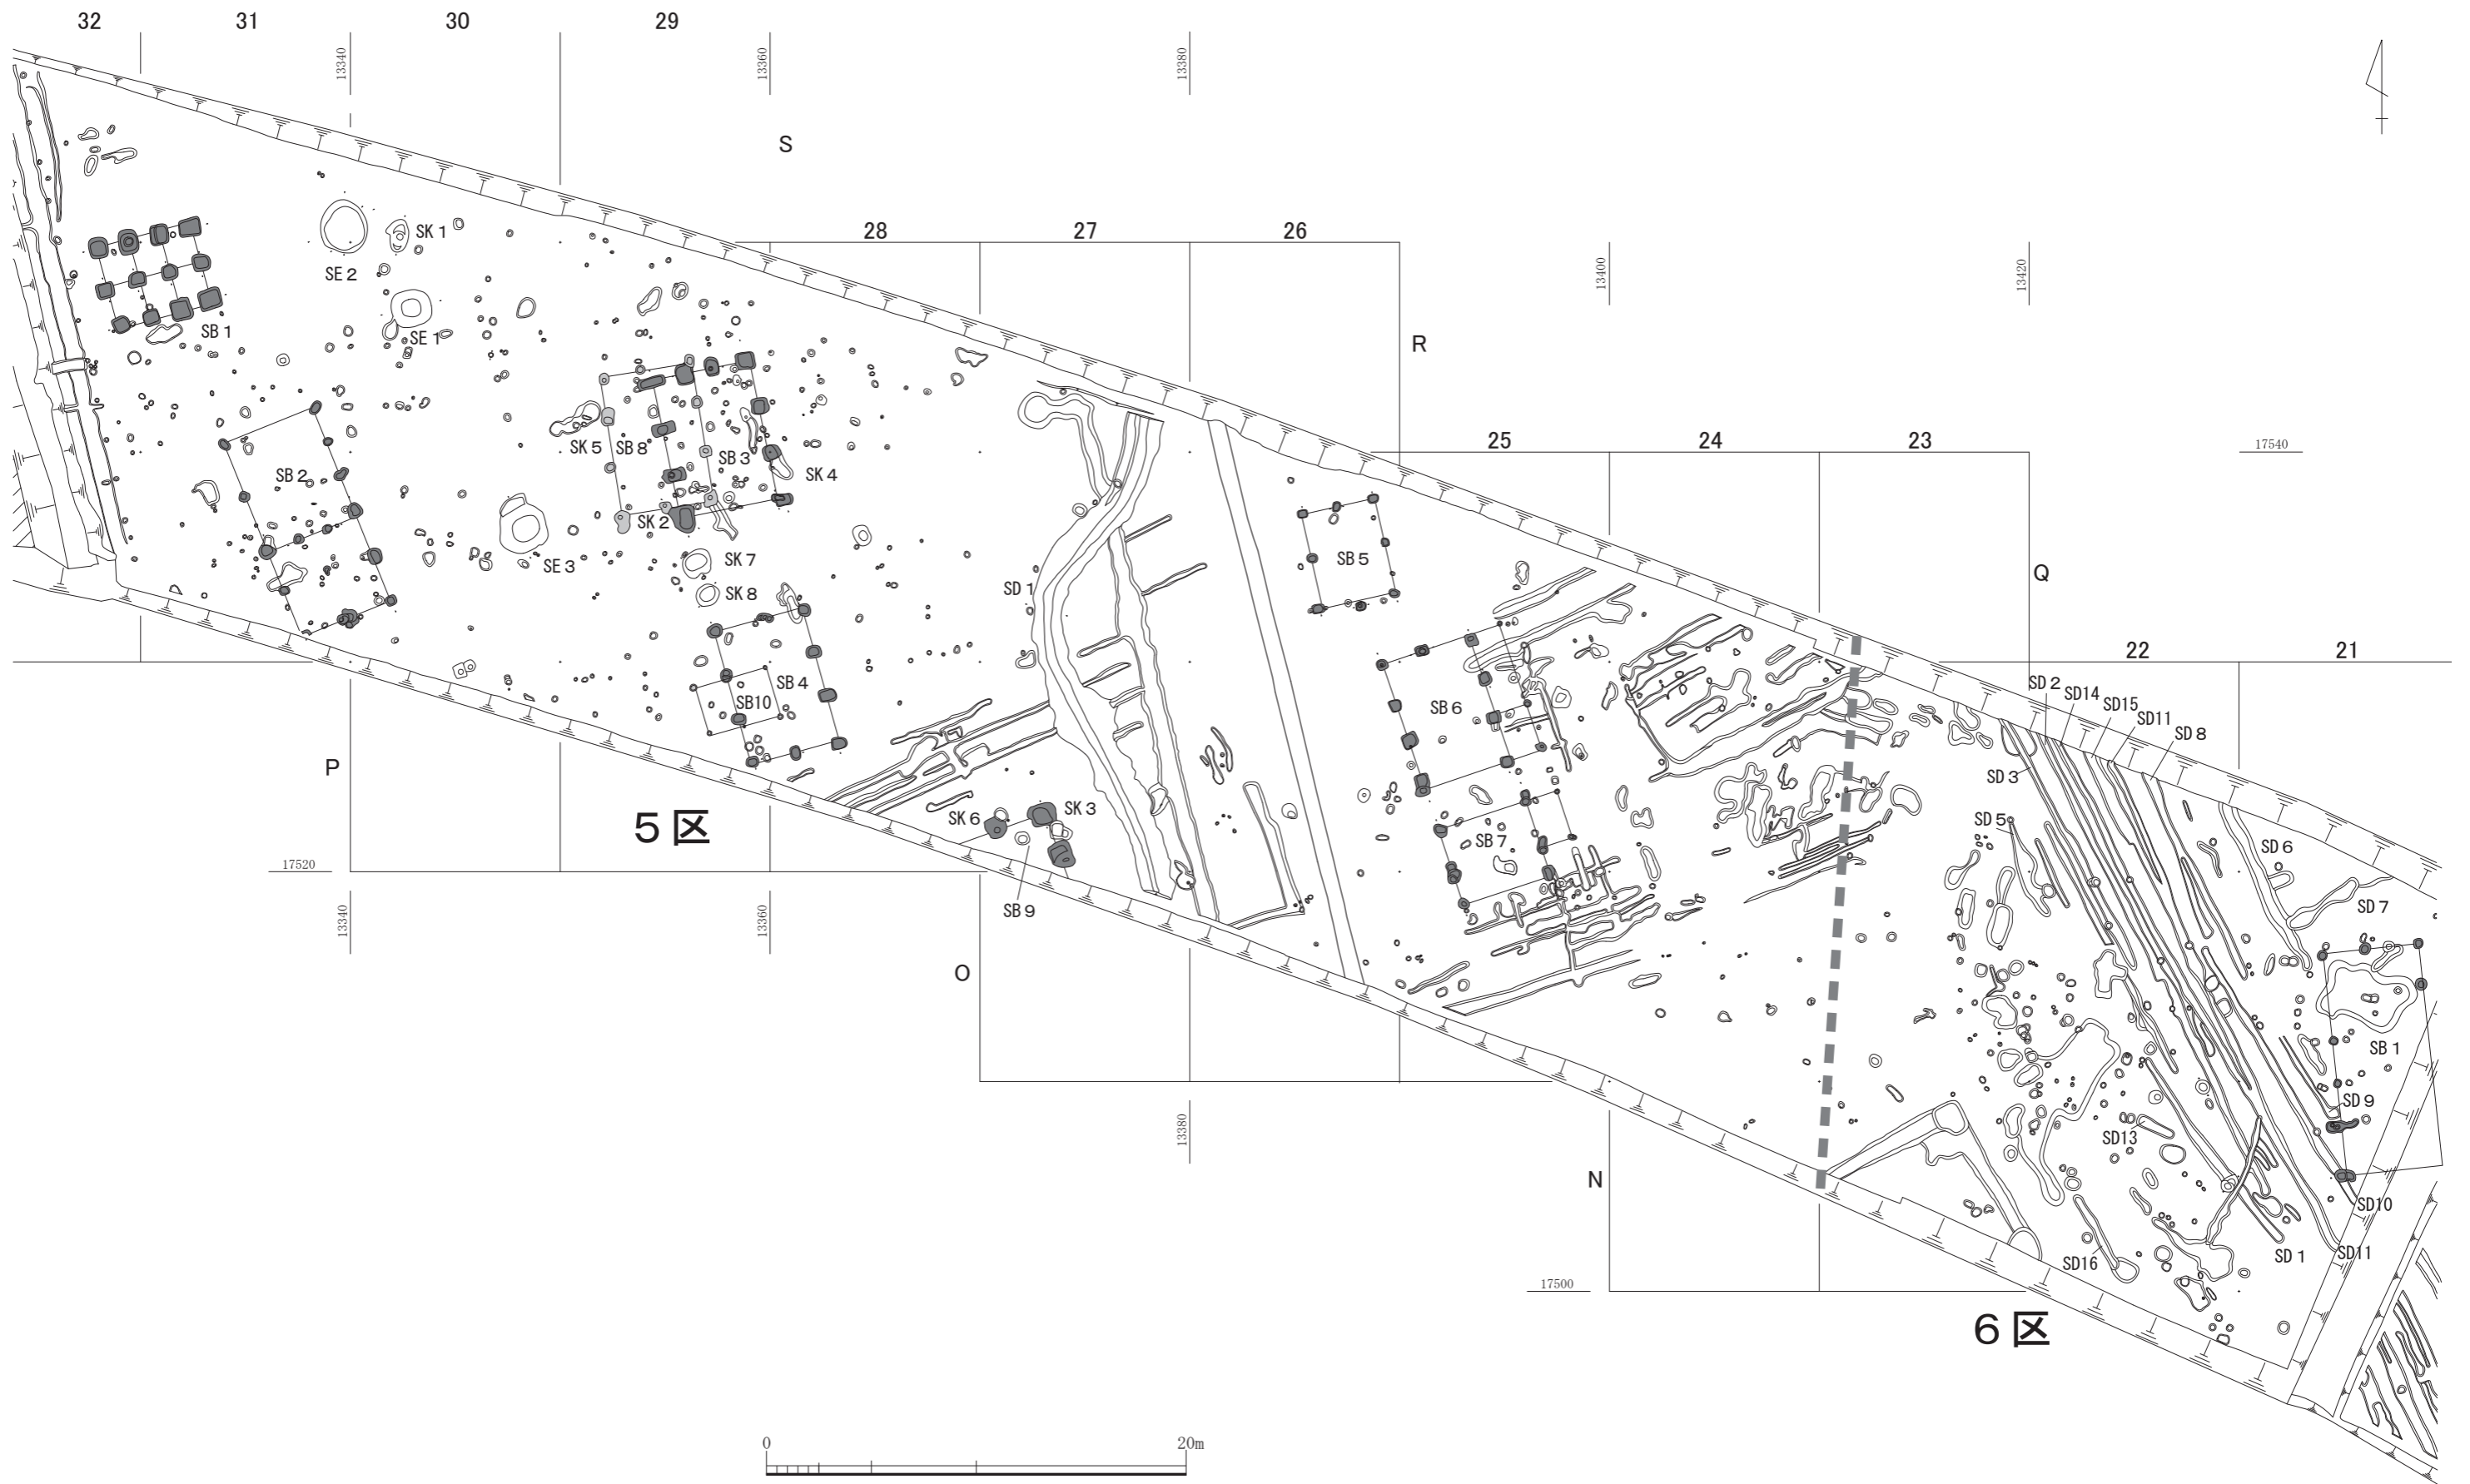 32
31
30
29
13340
13360
13380
S
28
27
26
SK 1
SE 2
13400
13420
SB 1
SE 1
R
25
24
23
17540
SK 5
SB 8
SB 3
SK 4
SB 2
SK 2
SE 3
SK 7
SK 8
SD 1
SB 5
Q
22
21
SB 4
SB10
SB 6
SD 2
SD14
SD15
SD11
SD 8
P
SD 3
5 区
SK 6
SK 3
SD 5
SB 7
SD 6
17520
SB 9
SD 7
13340
13360
O
SB 1
SD 9
SD13
13380
N
SD10
SD16
SD 1
SD11
17500
6 区
0
20m